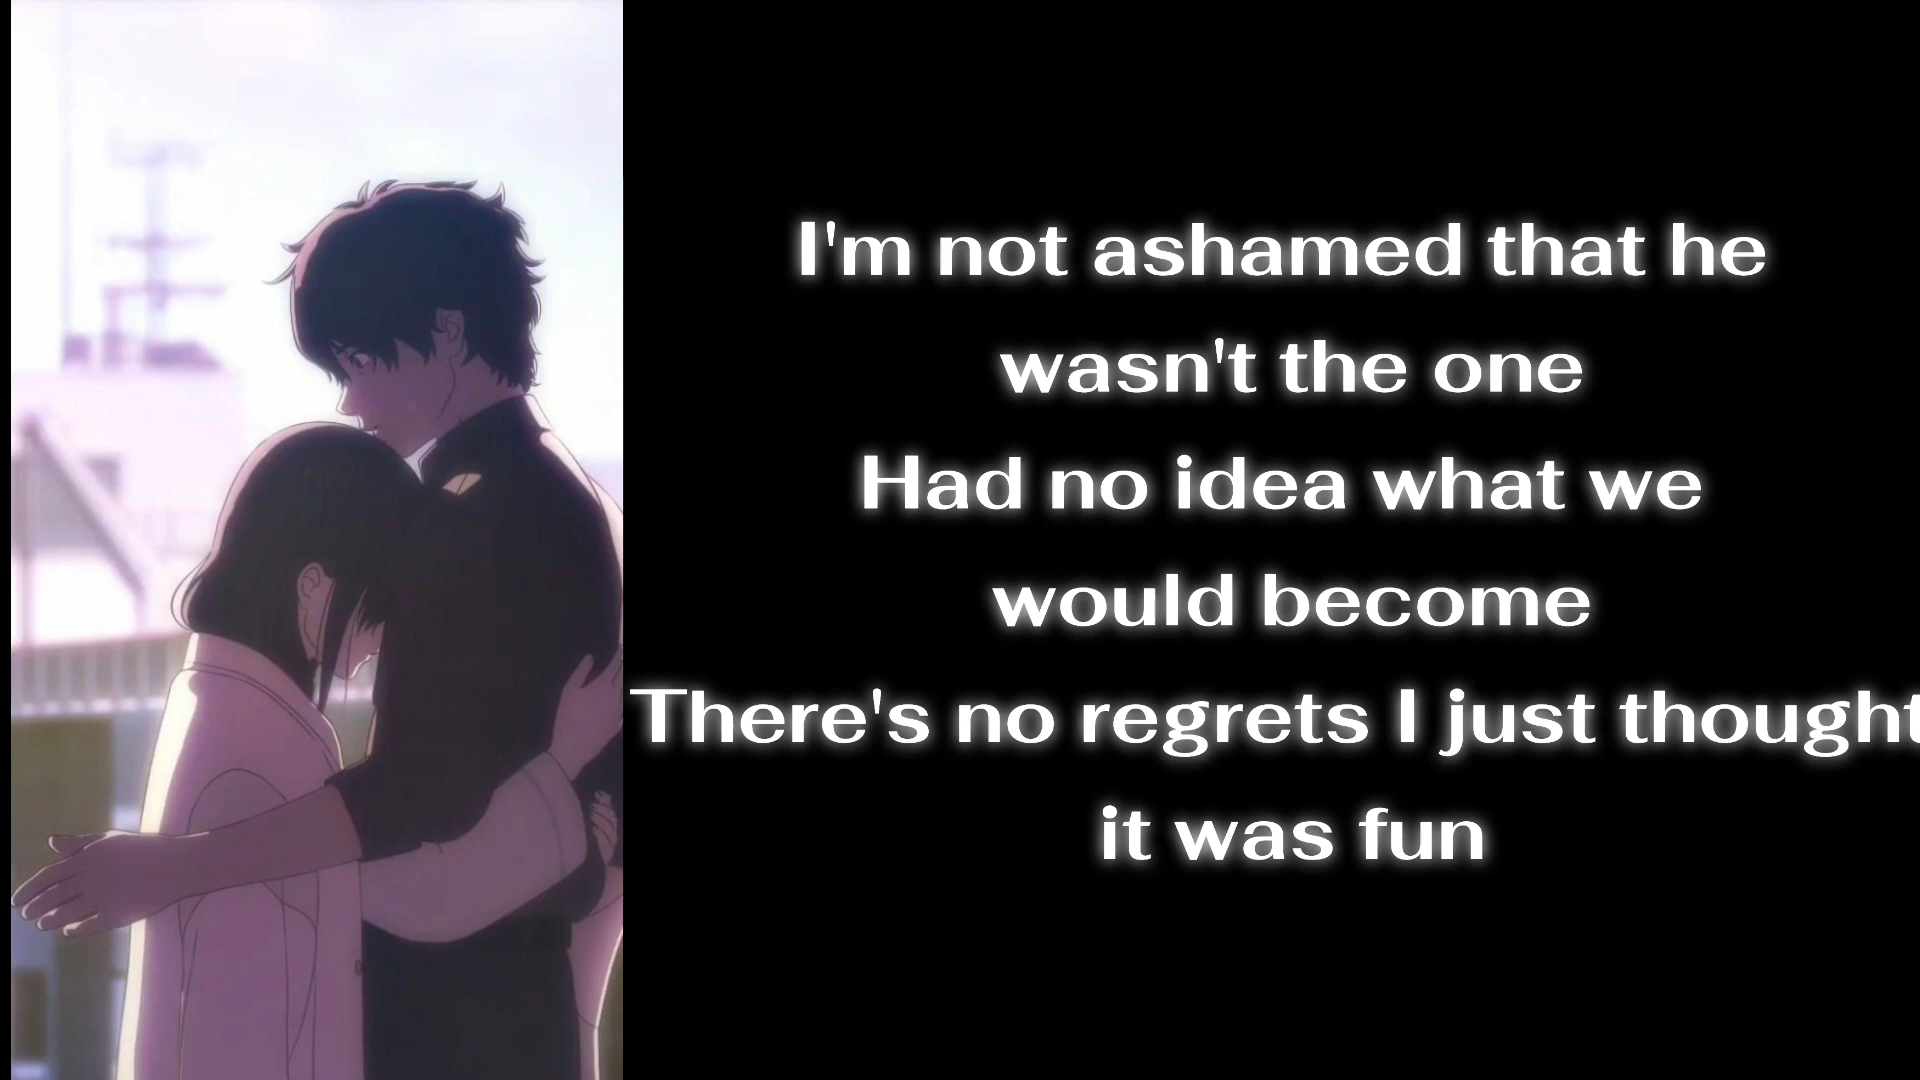 I'm not ashamed that he
wasn't the one
Had no idea what we
would become
There's no regrets I just thought
it was fun